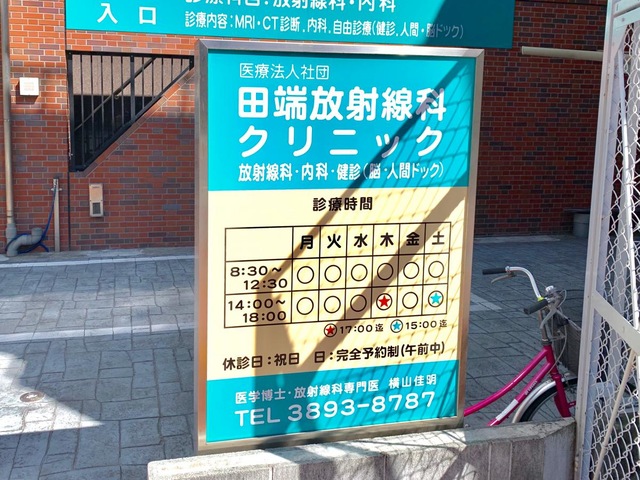 診療科目:放射線科・内科
入口
診療内容:MRI・CT診断.内科.自由診療(健診.人間・脳ドック)
医療法人社団
田端放射線科
クリニック
放射線科・内科・健診(脳・人間ドック)
診療時間
月 火 水 木 金 土
8:30~12:30 ○ ○ ○ ○ ○ ○
14:00~18:00 ○ ○ ○ ★ ○ ★
★17:00迄 ★15:00迄
休診日:祝日 日:完全予約制(午前中)
医学博士・放射線科専門医 横山佳明
TEL 3893-8787